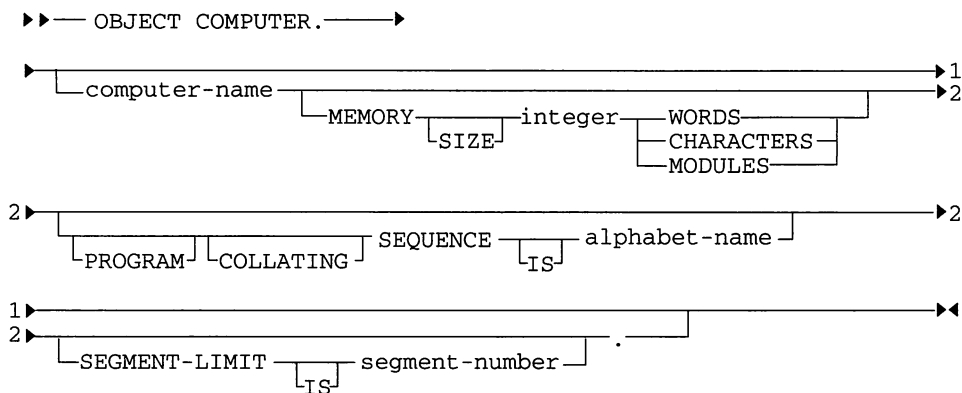 OBJECT COMPUTER.
1
computer-name 2
MEMORY integer WORDS
SIZE CHARACTERS
MODULES
2 2
SEQUENCE alphabet-name
PROGRAM COLLATING IS
1
2 .
SEGMENT-LIMIT segment-number
IS